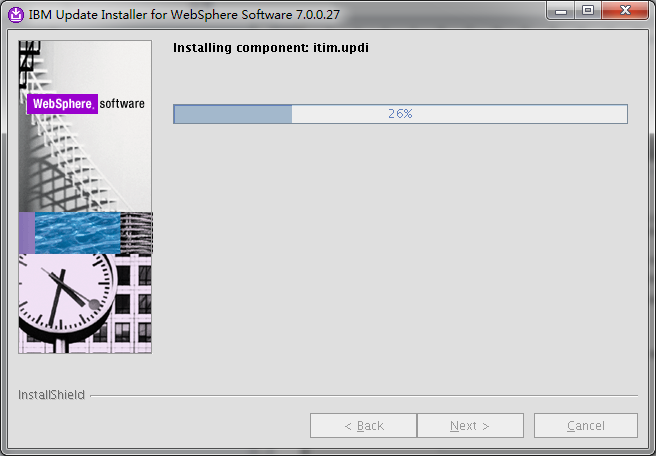 IBM Update Installer for WebSphere Software 7.0.0.27
Installing component: itim.updi
WebSphere. software
26%
InstallShield
< Back
Next >
Cancel